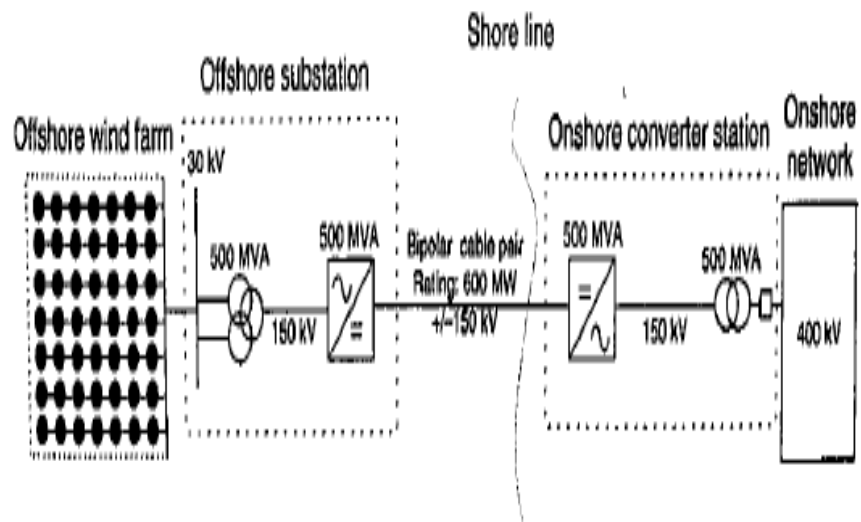 Shore line
Offshore substation
Offshore wind farm
Onshore converter station
Onshore
network
30 kV
500 MVA
500 MVA
Bipolar cable pair
Rating: 600 MW
+/–150 kV
500 MVA
500 MVA
150 kV
150 kV
400 kV